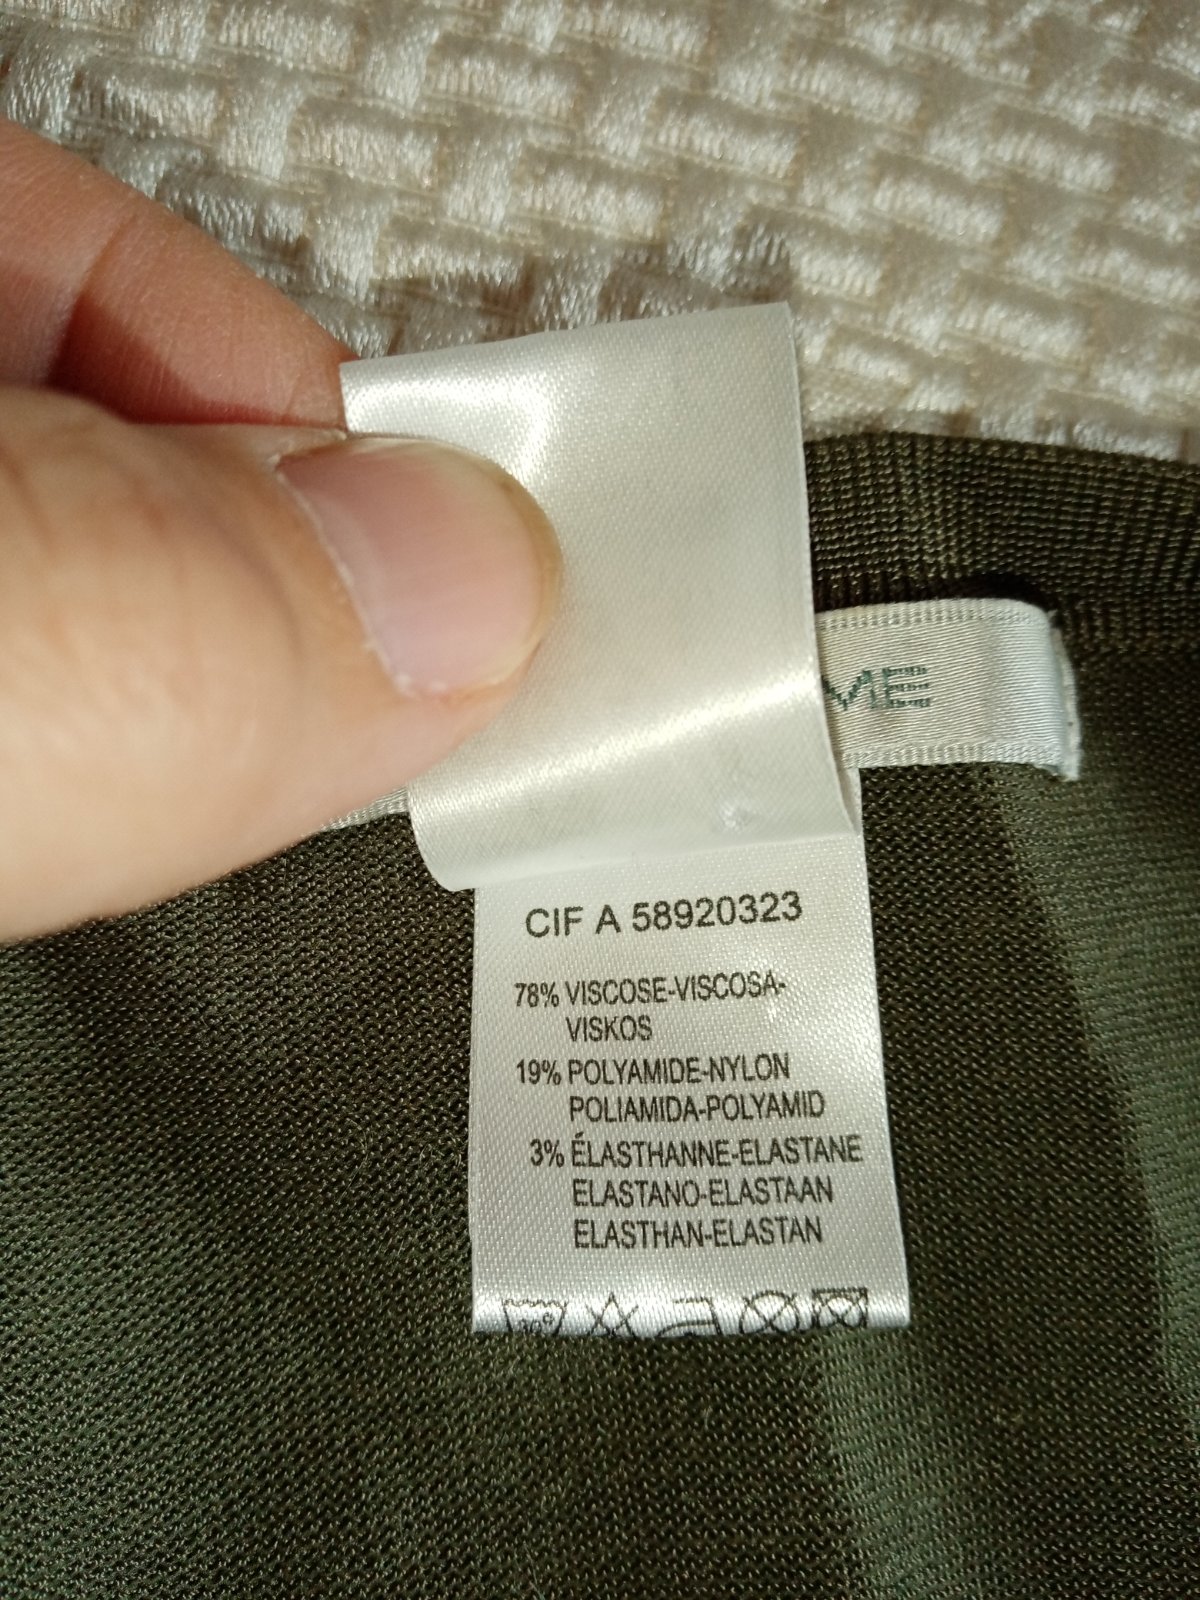 ME
CIF A 58920323
78% VISCOSE-VISCOSA-
VISKOS
19% POLYAMIDE-NYLON
POLIAMIDA-POLYAMID
3% ÉLASTHANNE-ELASTANE
ELASTANO-ELASTAAN
ELASTHAN-ELASTAN
30°